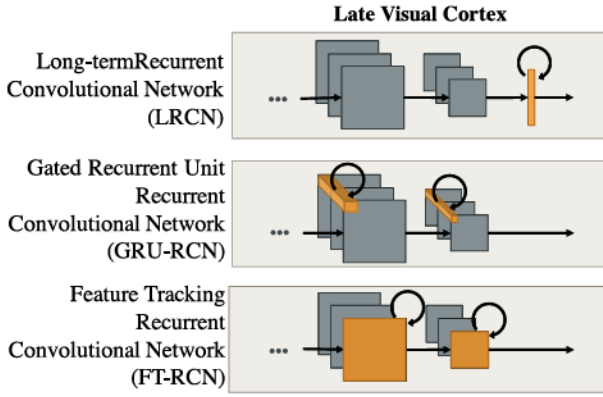 Late Visual Cortex
Long-termRecurrent
Convolutional Network
(LRCN)
...
Gated Recurrent Unit
Recurrent
Convolutional Network
(GRU-RCN)
...
Feature Tracking
Recurrent
Convolutional Network
(FT-RCN)
...